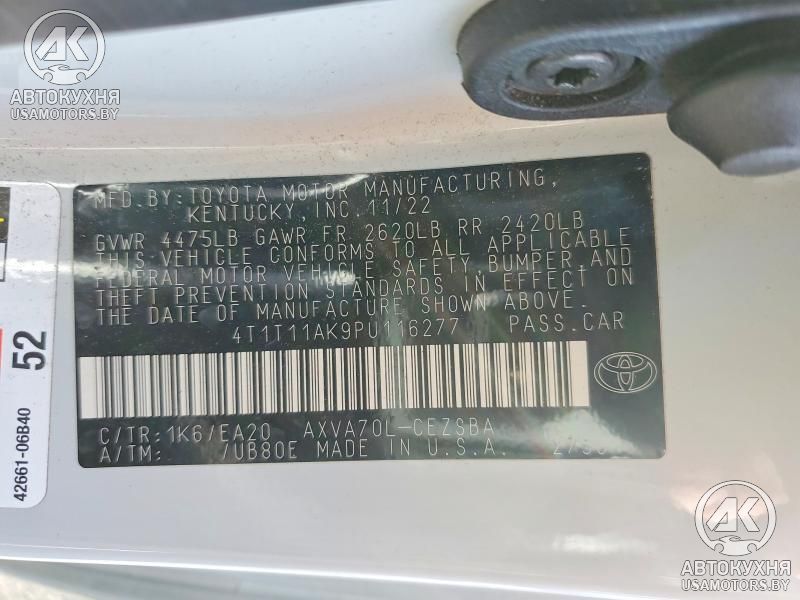 AK
АВТОКУХНЯ
USAMOTORS.BY
MFD.BY:TOYOTA MOTOR MANUFACTURING,
KENTUCKY,INC.11/22
GVWR 4475LB GAWR FR 2620LB RR 2420LB
THIS VEHICLE CONFORMS TO ALL APPLICABLE
FEDERAL MOTOR VEHICLE SAFETY,BUMPER,AND
THEFT PREVENTION STANDARDS IN EFFECT ON
THE DATE OF MANUFACTURE SHOWN ABOVE.
4T1T11AK9PU116277 PASS.CAR
C/TR:1K6/EA20 AXVA70L-CEZSBA
A/TM: /UB80E MADE IN U.S.A.
52
42661-06B40
AK
АВТОКУХНЯ
USAMOTORS.BY